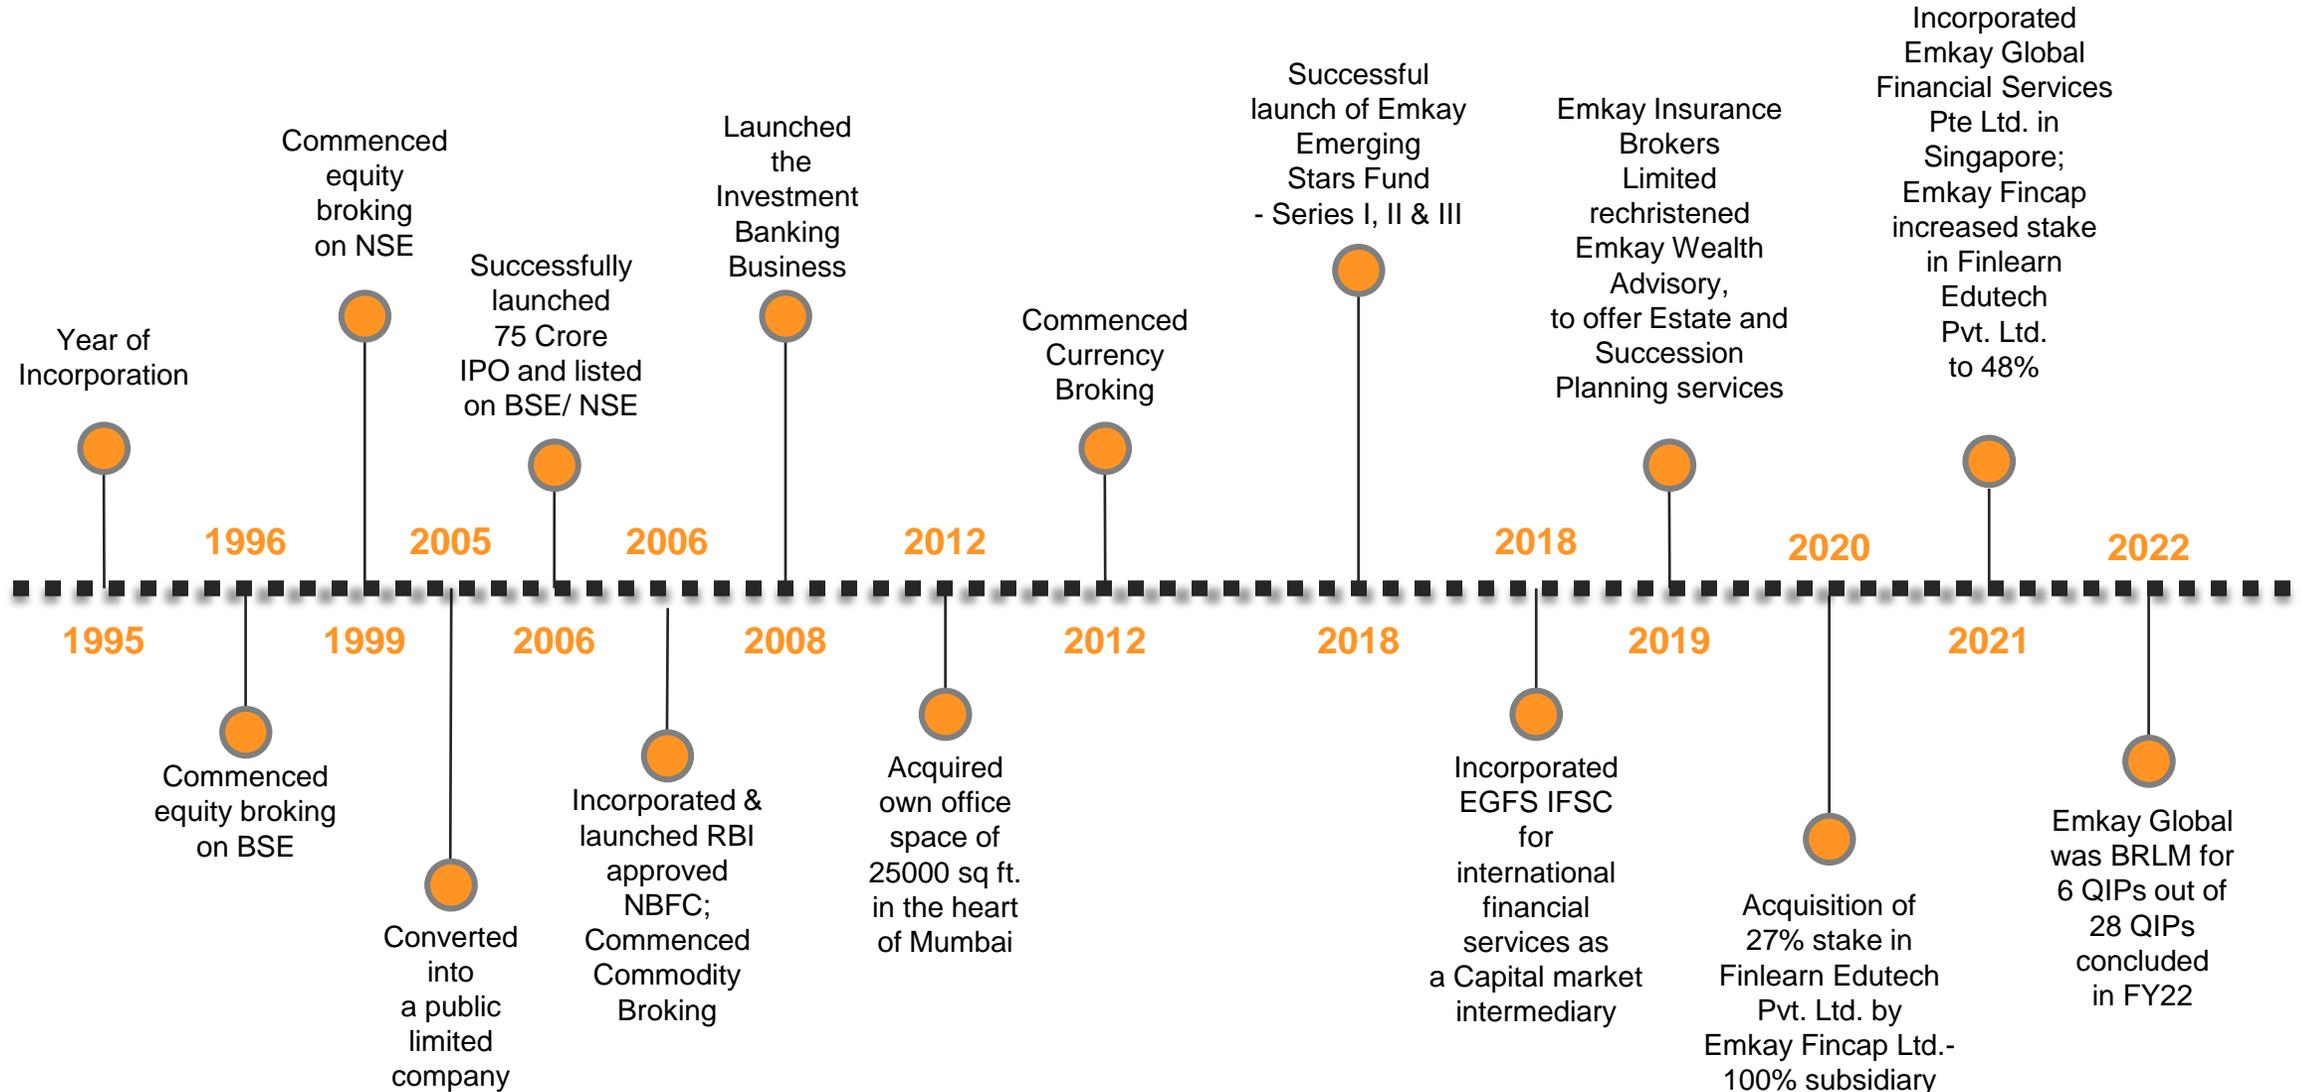 Year of
Incorporation
1995
1996
Commenced
equity broking
on BSE
Commenced
equity
broking
on NSE
1999
2005
Converted
into
a public
limited
company
Successfully
launched
75 Crore
IPO and listed
on BSE/ NSE
2006
2006
Incorporated &
launched RBI
approved
NBFC;
Commenced
Commodity
Broking
Launched
the
Investment
Banking
Business
2008
2012
Acquired
own office
space of
25000 sq ft.
in the heart
of Mumbai
Commenced
Currency
Broking
2012
Successful
launch of Emkay
Emerging
Stars Fund
- Series I, II & III
2018
2018
Incorporated
EGFS IFSC
for
international
financial
services as
a Capital market
intermediary
Emkay Insurance
Brokers
Limited
rechristened
Emkay Wealth
Advisory,
to offer Estate and
Succession
Planning services
2019
2020
Acquisition of
27% stake in
Finlearn Edutech
Pvt. Ltd. by
Emkay Fincap Ltd.-
100% subsidiary
Incorporated
Emkay Global
Financial Services
Pte Ltd. in
Singapore;
Emkay Fincap
increased stake
in Finlearn
Edutech
Pvt. Ltd.
to 48%
2021
2022
Emkay Global
was BRLM for
6 QIPs out of
28 QIPs
concluded
in FY22